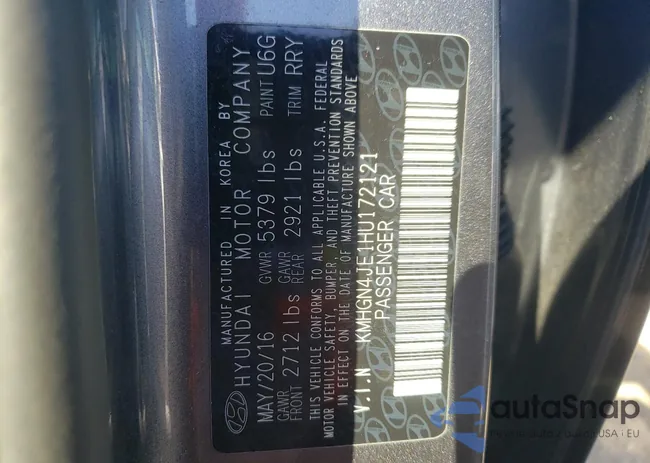 MANUFACTURED IN KOREA BY
HYUNDAI MOTOR COMPANY
MAY/20/16 GVWR 5379 lbs PAINT U6G
GAWR FRONT 2712 lbs GAWR REAR 2921 lbs TRIM RRY
THIS VEHICLE CONFORMS TO ALL APPLICABLE U.S.A. FEDERAL
MOTOR VEHICLE SAFETY, BUMPER, AND THEFT PREVENTION STANDARDS
IN EFFECT ON THE DATE OF MANUFACTURE SHOWN ABOVE
V.I.N KMHGN4JE1HU172121
PASSENGER CAR
autoSnap
USA - EU